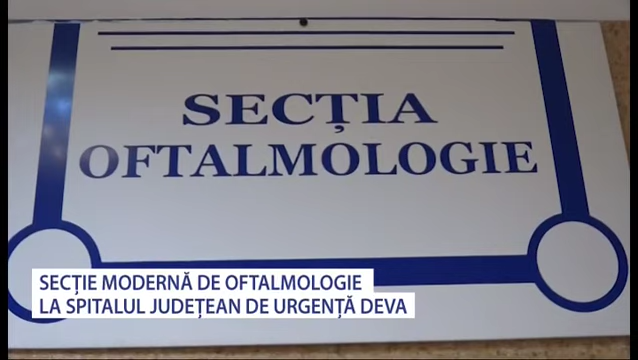 SECȚIA
OFTALMOLOGIE
SECȚIE MODERNĂ DE OFTALMOLOGIE
LA SPITALUL JUDEȚEAN DE URGENȚĂ DEVA